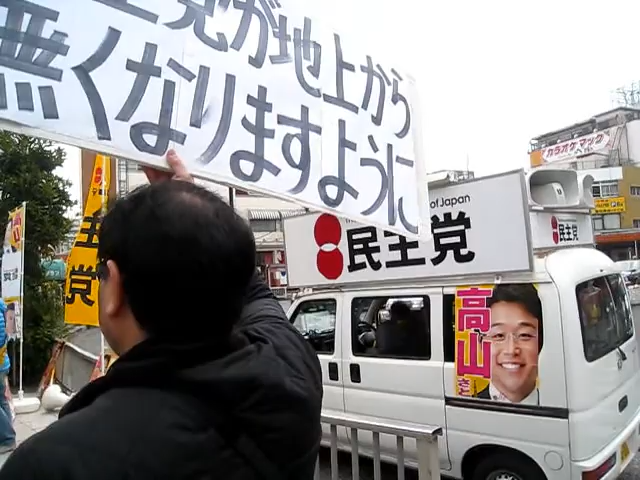 党が地上から
無くなりますように
of Japan
民主党
民主党
高山
カラオケマック